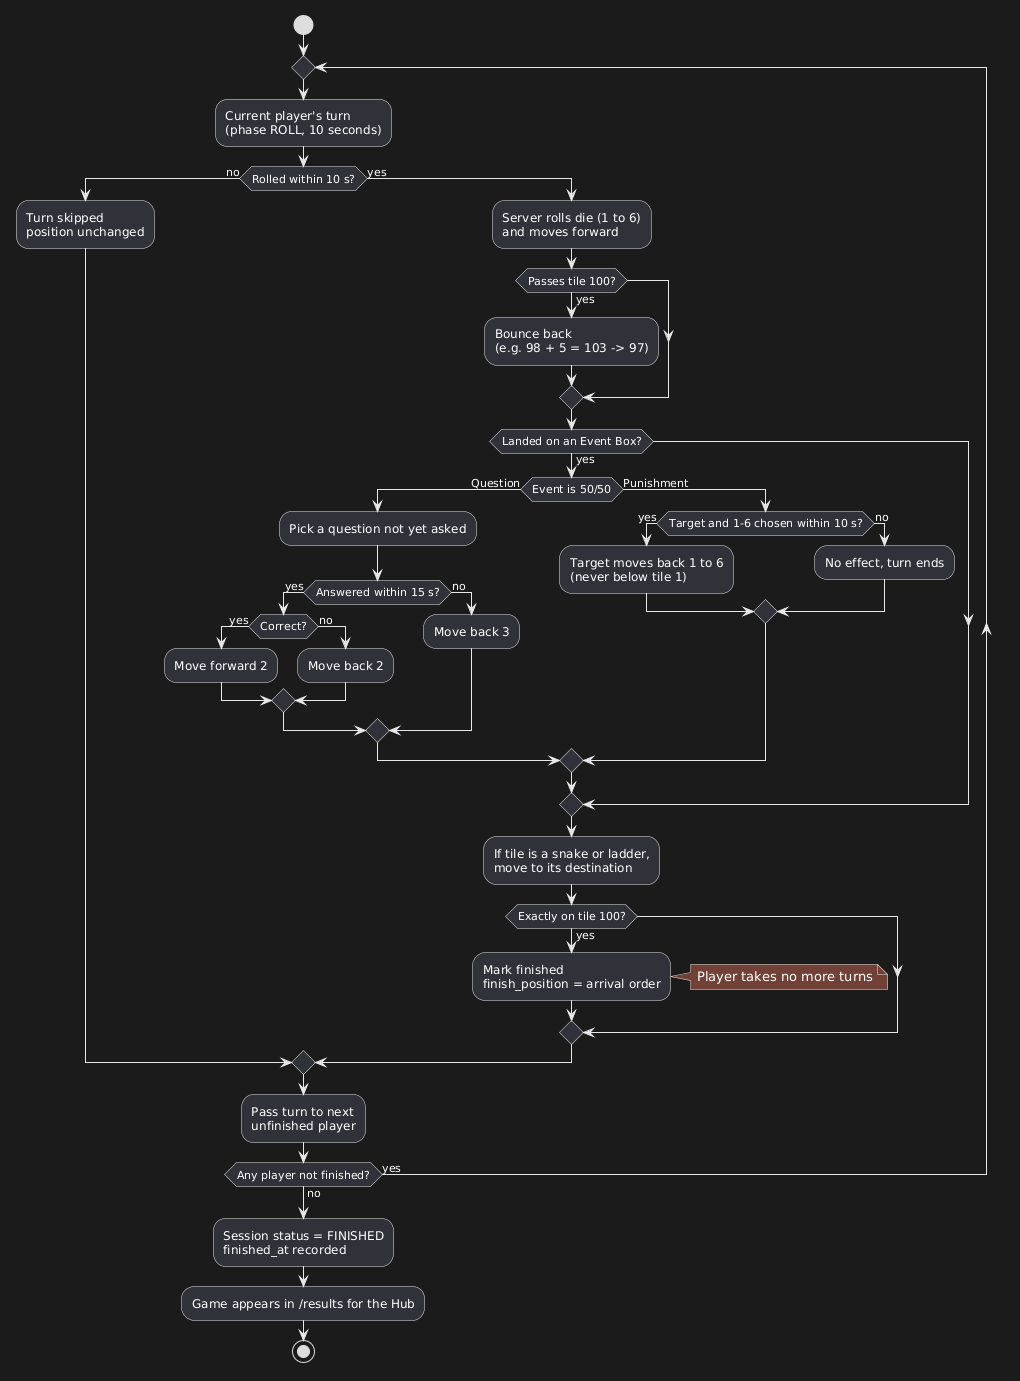 Current player's turn
(phase ROLL, 10 seconds)
no
Rolled within 10 s?
yes
Turn skipped
position unchanged
Server rolls die (1 to 6)
and moves forward
Passes tile 100?
yes
Bounce back
(e.g. 98 + 5 = 103 -> 97)
Landed on an Event Box?
yes
Question
Event is 50/50
Punishment
Pick a question not yet asked
yes
Target and 1-6 chosen within 10 s?
no
Target moves back 1 to 6
(never below tile 1)
No effect, turn ends
yes
Answered within 15 s?
no
yes
Correct?
no
Move back 3
Move forward 2
Move back 2
If tile is a snake or ladder,
move to its destination
Exactly on tile 100?
yes
Mark finished
finish_position = arrival order
Player takes no more turns
Pass turn to next
unfinished player
Any player not finished?
yes
no
Session status = FINISHED
finished_at recorded
Game appears in /results for the Hub